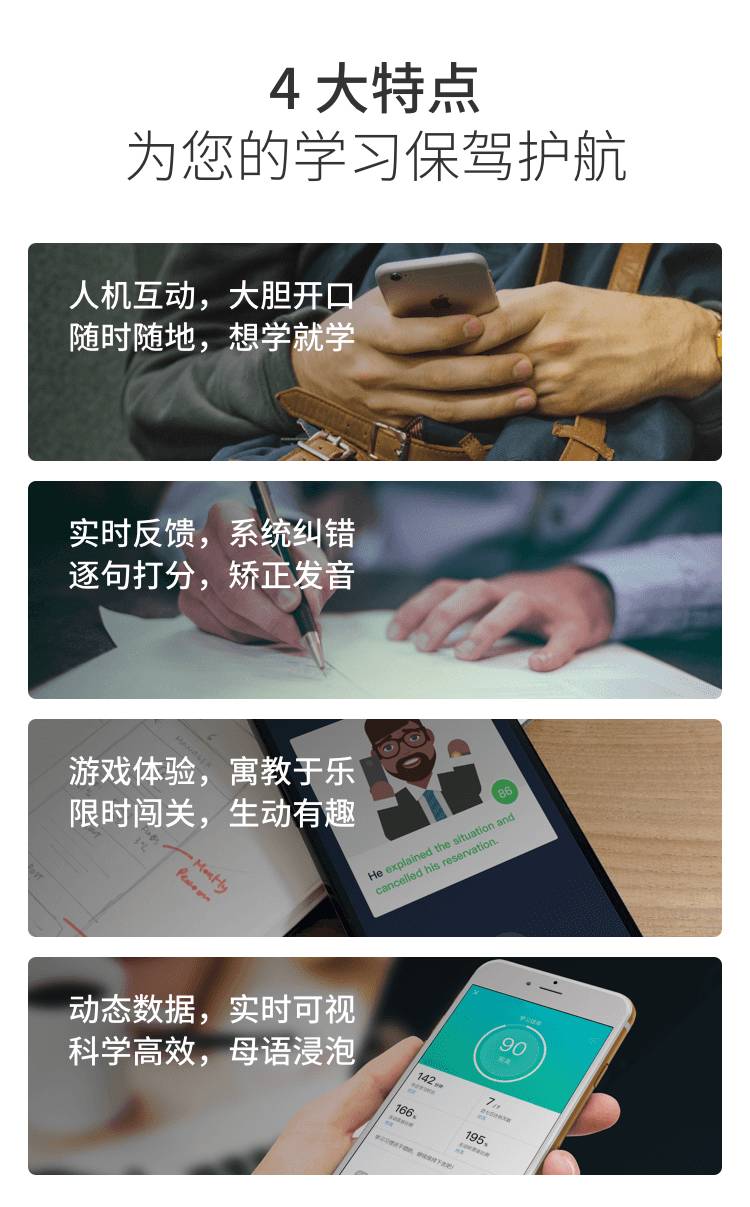 4 大特点
为您的学习保驾护航
人机互动，大胆开口
随时随地，想学就学
实时反馈，系统纠错
逐句打分，矫正发音
游戏体验，寓教于乐
限时闯关，生动有趣
Monthly
86
He explained the situation and
cancelled his reservation.
动态数据，实时可视
科学高效，母语浸泡
90
142
7
166
195